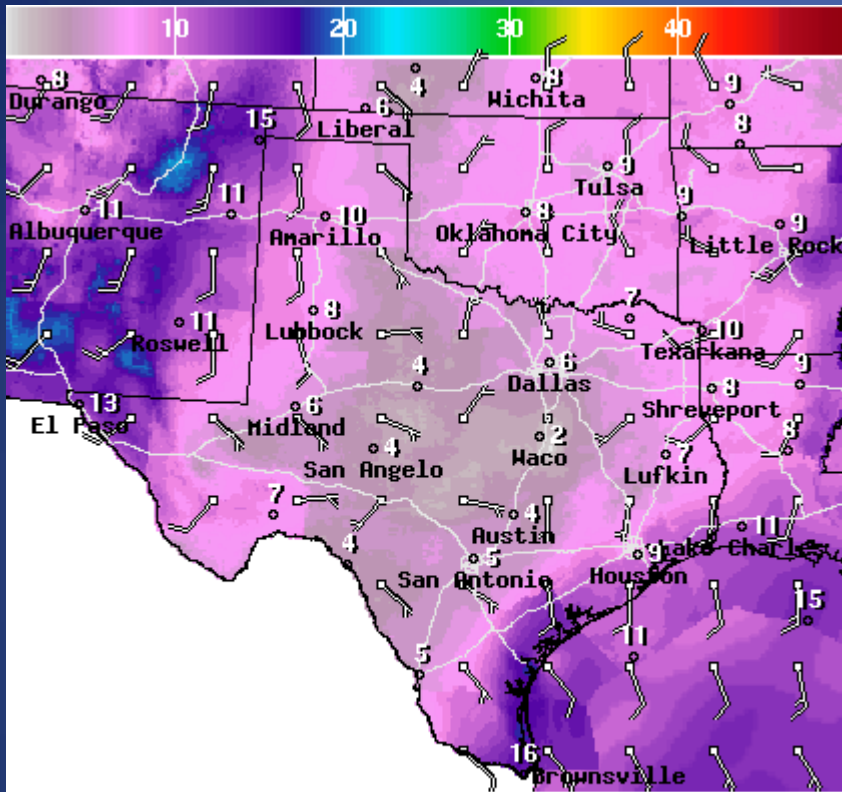 10 20 30 40
8 4 8 9
Durango Wichita
6
Liberal
15 8
9
Tulsa
11 11 10 8 9 9
Albuquerque Amarillo Oklahoma City Little Rock
11 8 7 10
Roswell Lubbock Texarkana
4 6 9
Dallas
13 6 8
El Paso Midland Shreveport
4 2 7 8
San Angelo Waco Lufkin
7 4 11
Austin
4 5 9 Lake Charles
San Antonio Houston
15
5 11
16
Brownsville